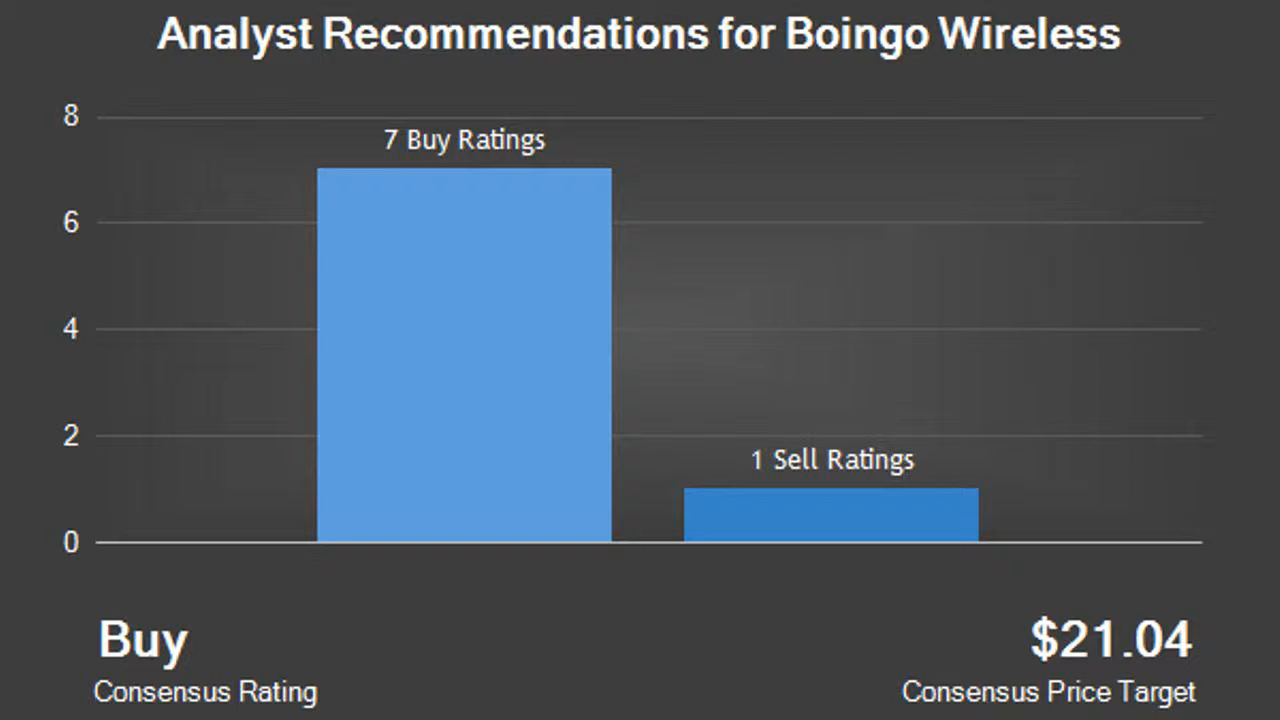 Analyst Recommendations for Boingo Wireless
8
7 Buy Ratings
6
4
2
1 Sell Ratings
0
Buy
$21.04
Consensus Rating
Consensus Price Target